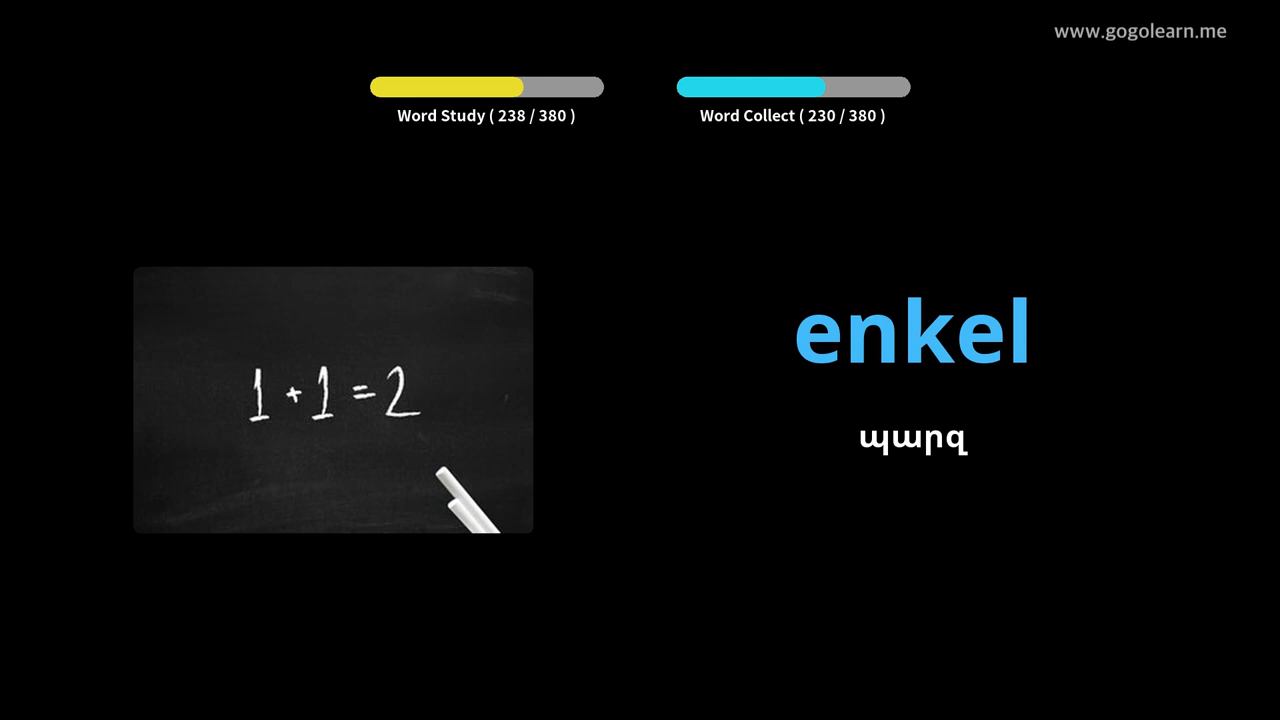 www.gogolearn.me
Word Study ( 238 / 380 )
Word Collect ( 230 / 380 )
1 + 1 = 2
enkel
պարզ